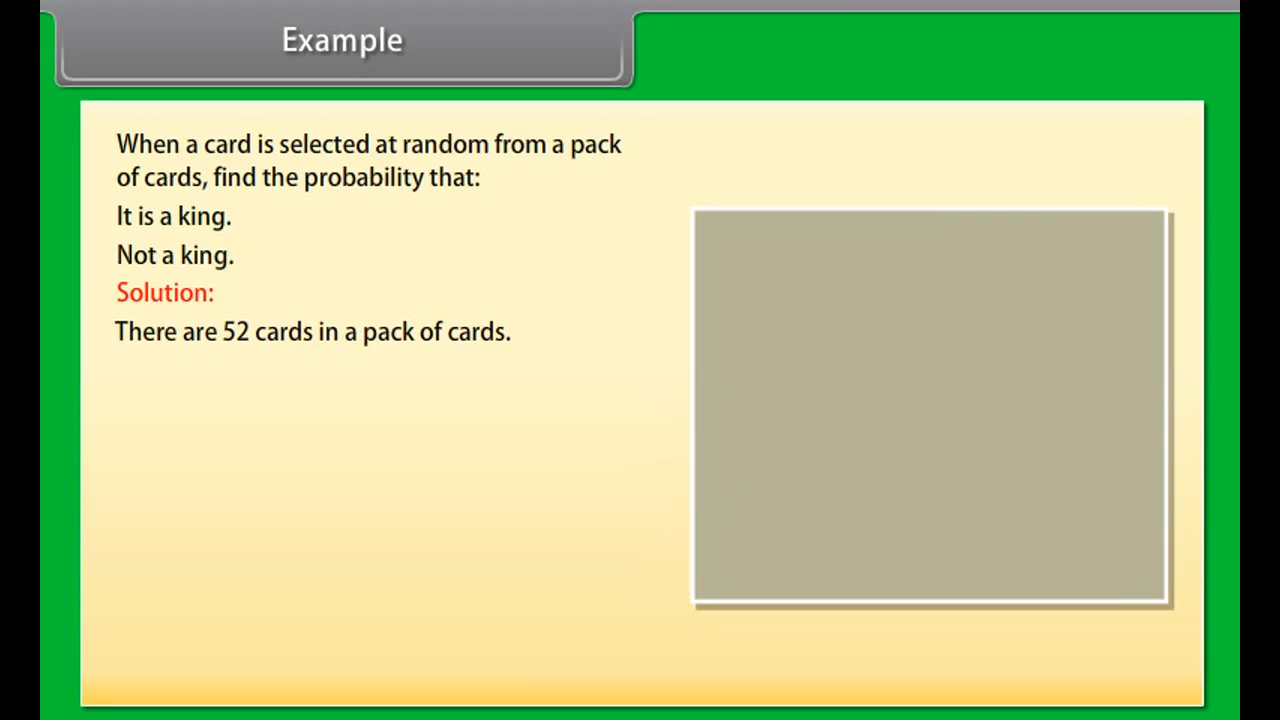 Example
When a card is selected at random from a pack
of cards, find the probability that:
It is a king.
Not a king.
Solution:
There are 52 cards in a pack of cards.